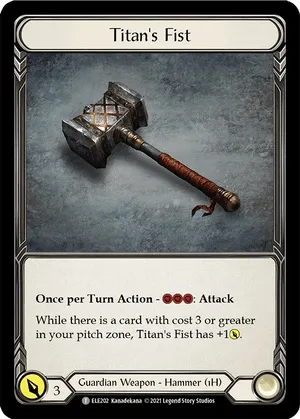 Titan's Fist
Once per Turn Action - : Attack
While there is a card with cost 3 or greater
in your pitch zone, Titan's Fist has +1.
3
Guardian Weapon - Hammer (1H)
ELE202 Kanadekana ©2021 Legend Story Studios